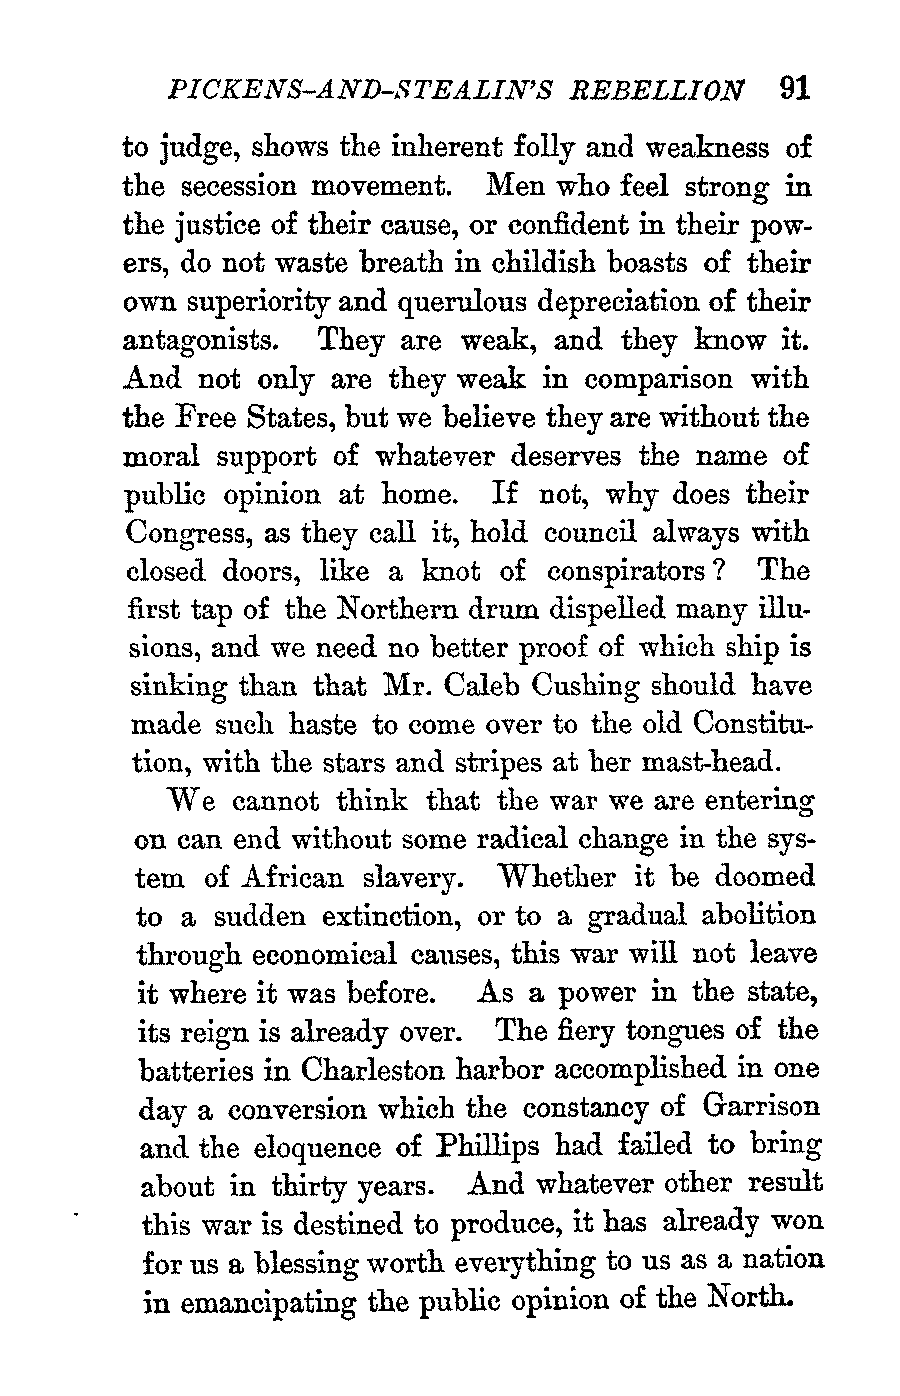 PICKENS-AND-STEALIN'S REBELLION 91
to judge, shows the inherent folly and weakness of
the secession movement. Men who feel strong in
the justice of their cause, or confident in their pow-
ers, do not waste breath in childish boasts of their
own superiority and querulous depreciation of their
antagonists. They are weak, and they know it.
And not only are they weak in comparison with
the Free States, but we believe they are without the
moral support of whatever deserves the name of
public opinion at home. If not, why does their
Congress, as they call it, hold council always with
closed doors, like a knot of conspirators? The
first tap of the Northern drum dispelled many illu-
sions, and we need no better proof of which ship is
sinking than that Mr. Caleb Cushing should have
made such haste to come over to the old Constitu-
tion, with the stars and stripes at her mast-head.
We cannot think that the war we are entering
on can end without some radical change in the sys-
tem of African slavery. Whether it be doomed
to a sudden extinction, or to a gradual abolition
through economical causes, this war will not leave
it where it was before. As a power in the state,
its reign is already over. The fiery tongues of the
batteries in Charleston harbor accomplished in one
day a conversion which the constancy of Garrison
and the eloquence of Phillips had failed to bring
about in thirty years. And whatever other result
this war is destined to produce, it has already won
for us a blessing worth everything to us as a nation
in emancipating the public opinion of the North.